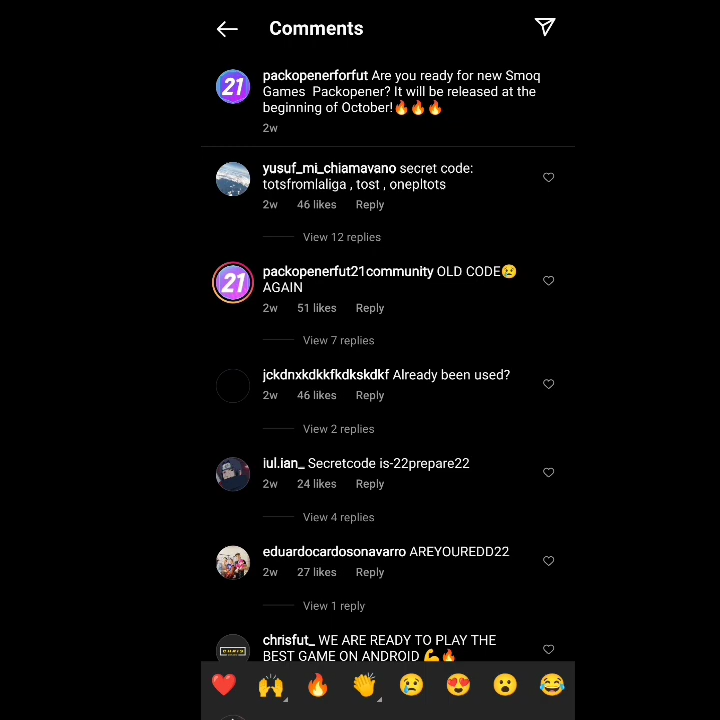 Comments
packopenerforfut Are you ready for new Smoq
Games Packopener? It will be released at the
beginning of October!🔥🔥🔥
2w
yusuf_mi_chiamavano secret code:
totsfromlaliga , tost , onepltots
2w 46 likes Reply
View 12 replies
21
packopenerfut21community OLD CODE😢
AGAIN
2w 51 likes Reply
View 7 replies
jckdnxkdkkfkdkskdkf Already been used?
2w 46 likes Reply
View 2 replies
iul.ian_ Secretcode is-22prepare22
2w 24 likes Reply
View 4 replies
eduardocardosonavarro AREYOUREDD22
2w 27 likes Reply
View 1 reply
chrisfut_ WE ARE READY TO PLAY THE
BEST GAME ON ANDROID 💪🔥